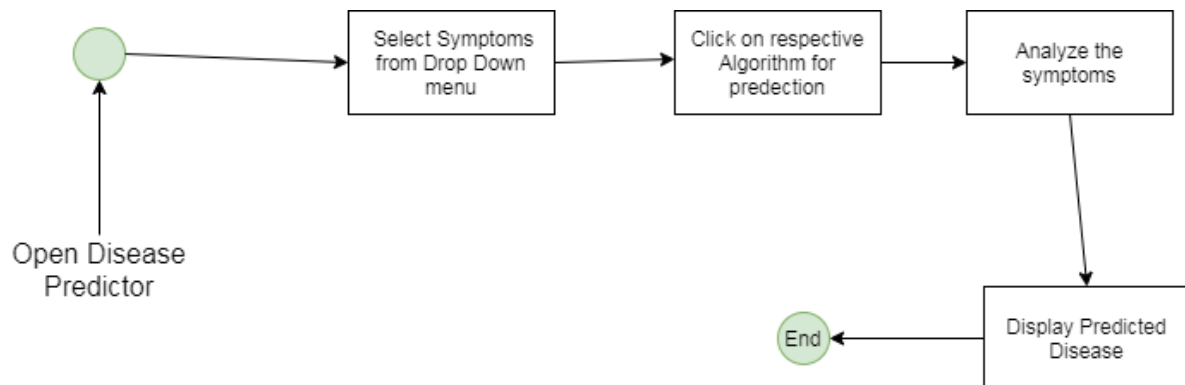 Open Disease
Predictor
Select Symptoms
from Drop Down
menu
Click on respective
Algorithm for
predection
Analyze the
symptoms
Display Predicted
Disease
End